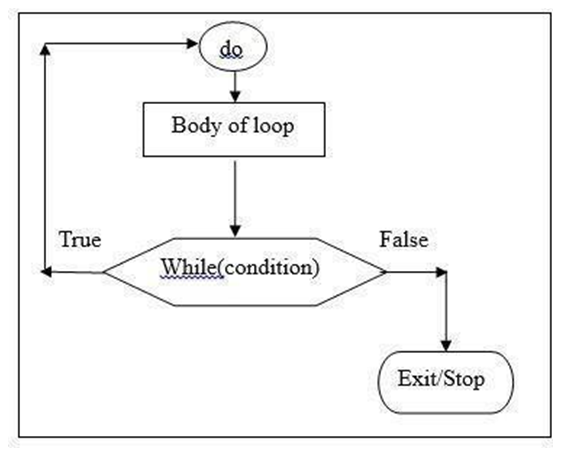 do
Body of loop
True
False
While(condition)
Exit/Stop